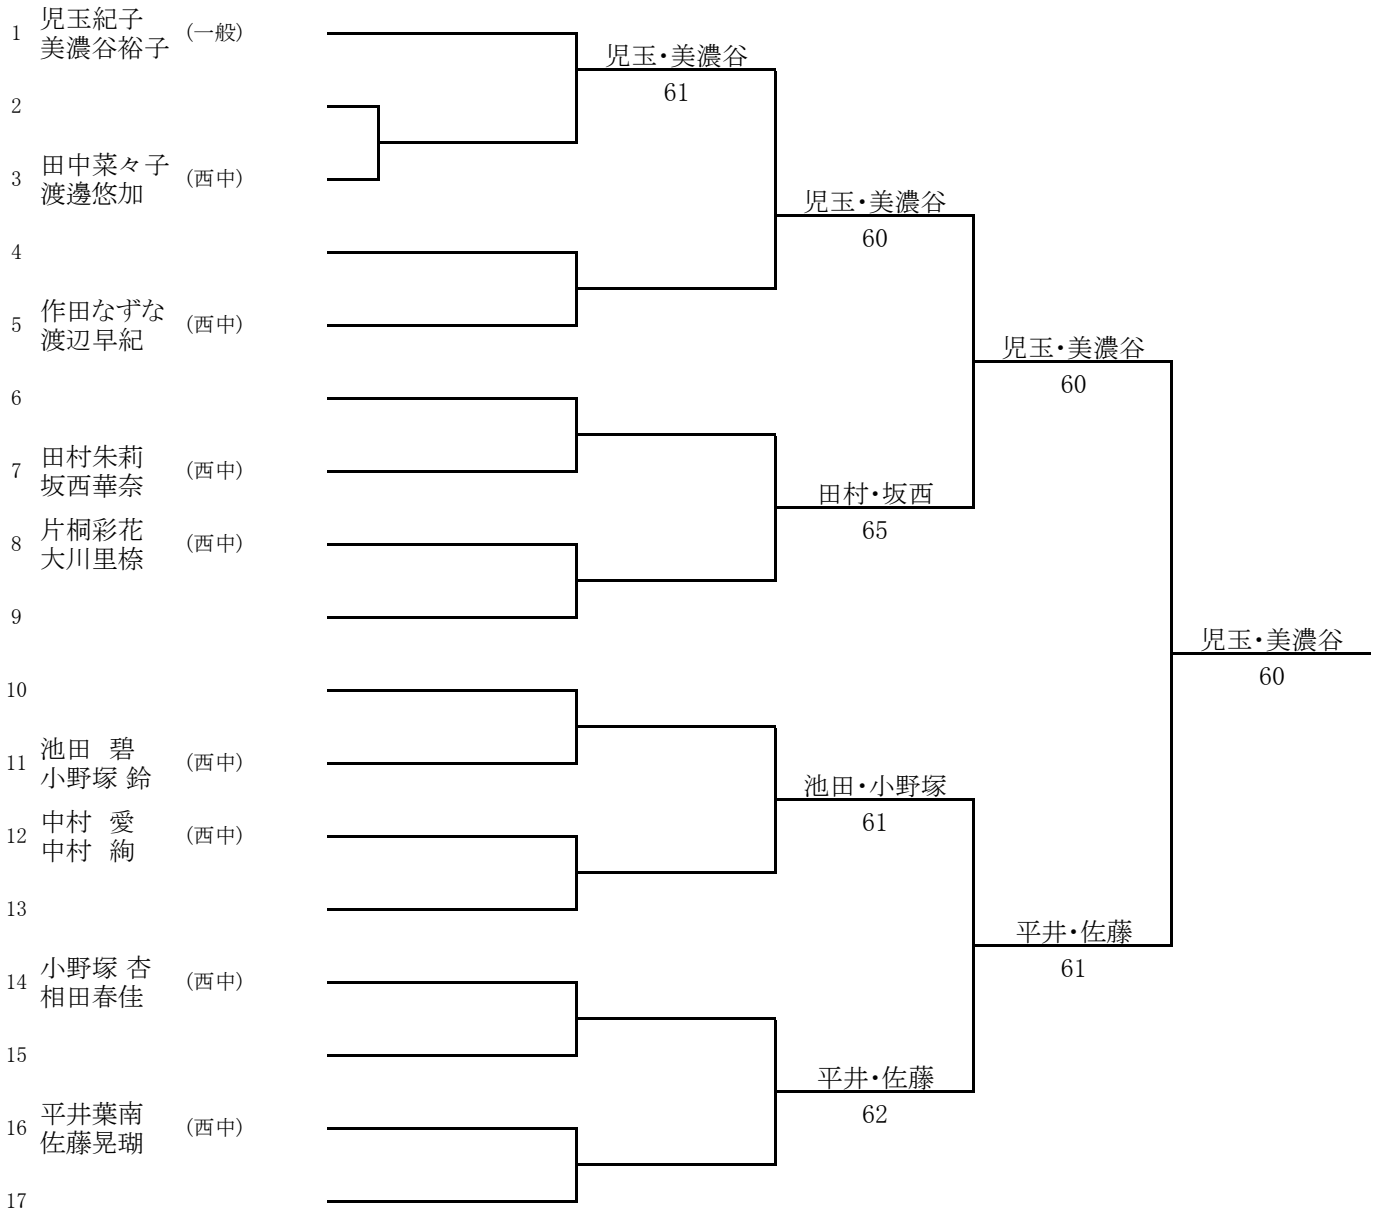 1 児玉紀子 (一般)
美濃谷裕子
児玉・美濃谷
61
2
3 田中菜々子 (西中)
渡邊悠加
児玉・美濃谷
60
4
5 作田なずな (西中)
渡辺早紀
児玉・美濃谷
60
6
7 田村朱莉 (西中)
坂西華奈
田村・坂西
65
8 片桐彩花 (西中)
大川里楱
9
児玉・美濃谷
60
10
11 池田 碧 (西中)
小野塚 鈴
池田・小野塚
61
12 中村 愛 (西中)
中村 絢
13
平井・佐藤
61
14 小野塚 杏 (西中)
相田春佳
15
平井・佐藤
62
16 平井葉南 (西中)
佐藤晃瑚
17